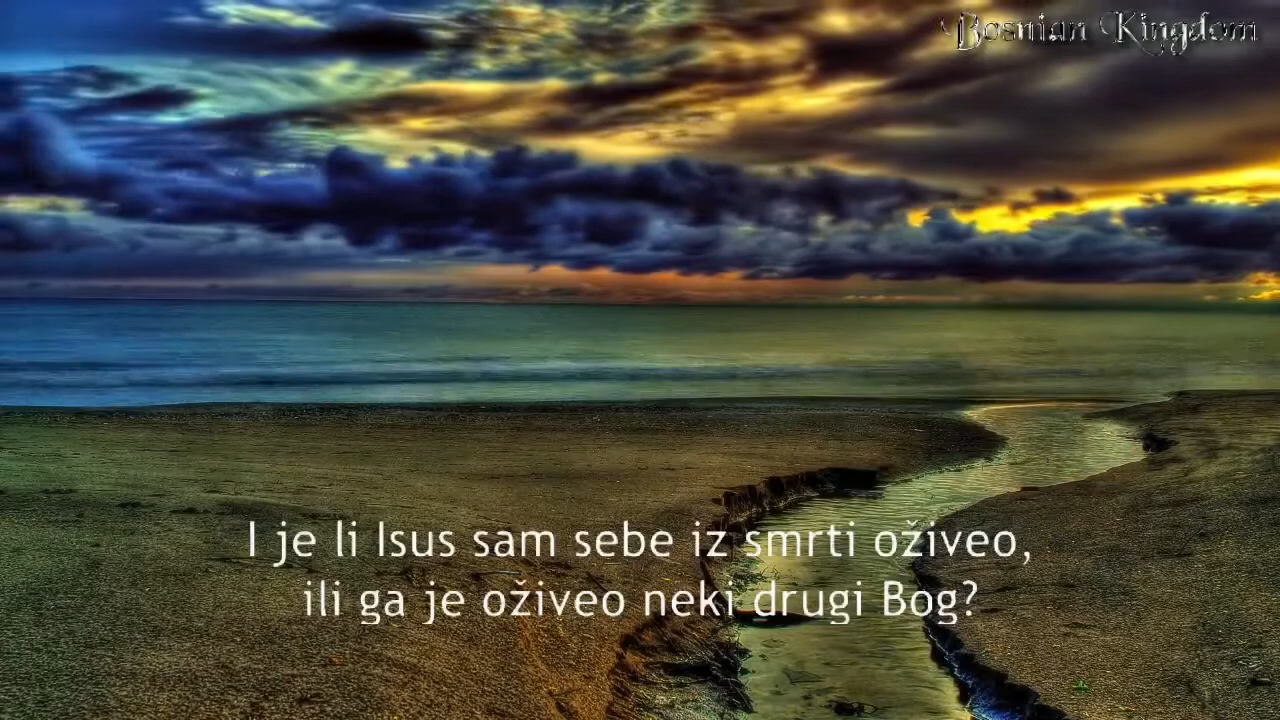 Bosnian Kingdom
I je li Isus sam sebe iz smrti oživeo,
ili ga je oživeo neki drugi Bog?